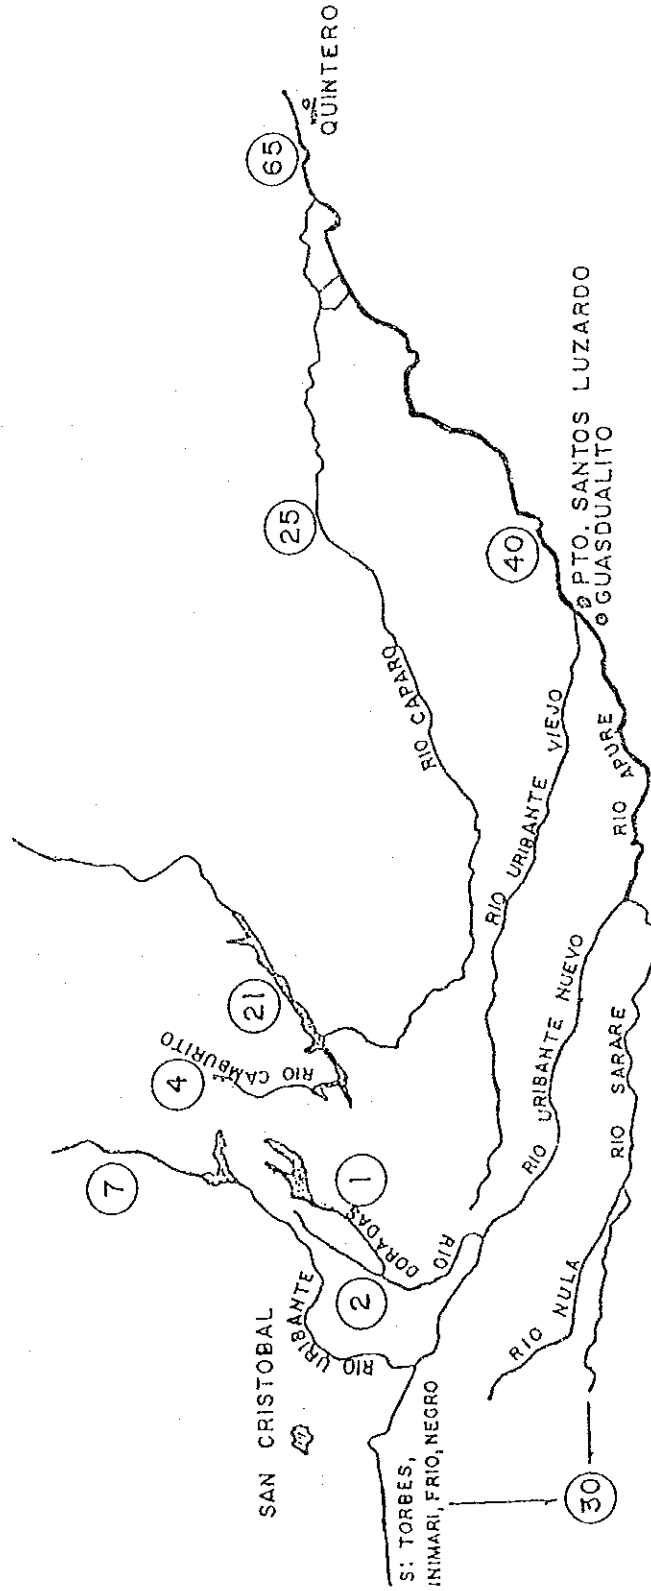 SAN CRISTOBAL
7
4
21
25
65
QUINTERO
RIO CAMBURITO
RIO URIBANTE
2
1
RIO DORADAS
RIO CAPARO
40
PTO. SANTOS LUZARDO
GUASDUALITO
RIO URIBANTE VIEJO
RIO URIBANTE NUEVO
RIO APURE
RIO SARARE
RIO NULA
S: TORBES,
INIMARI, FRIO, NEGRO
30